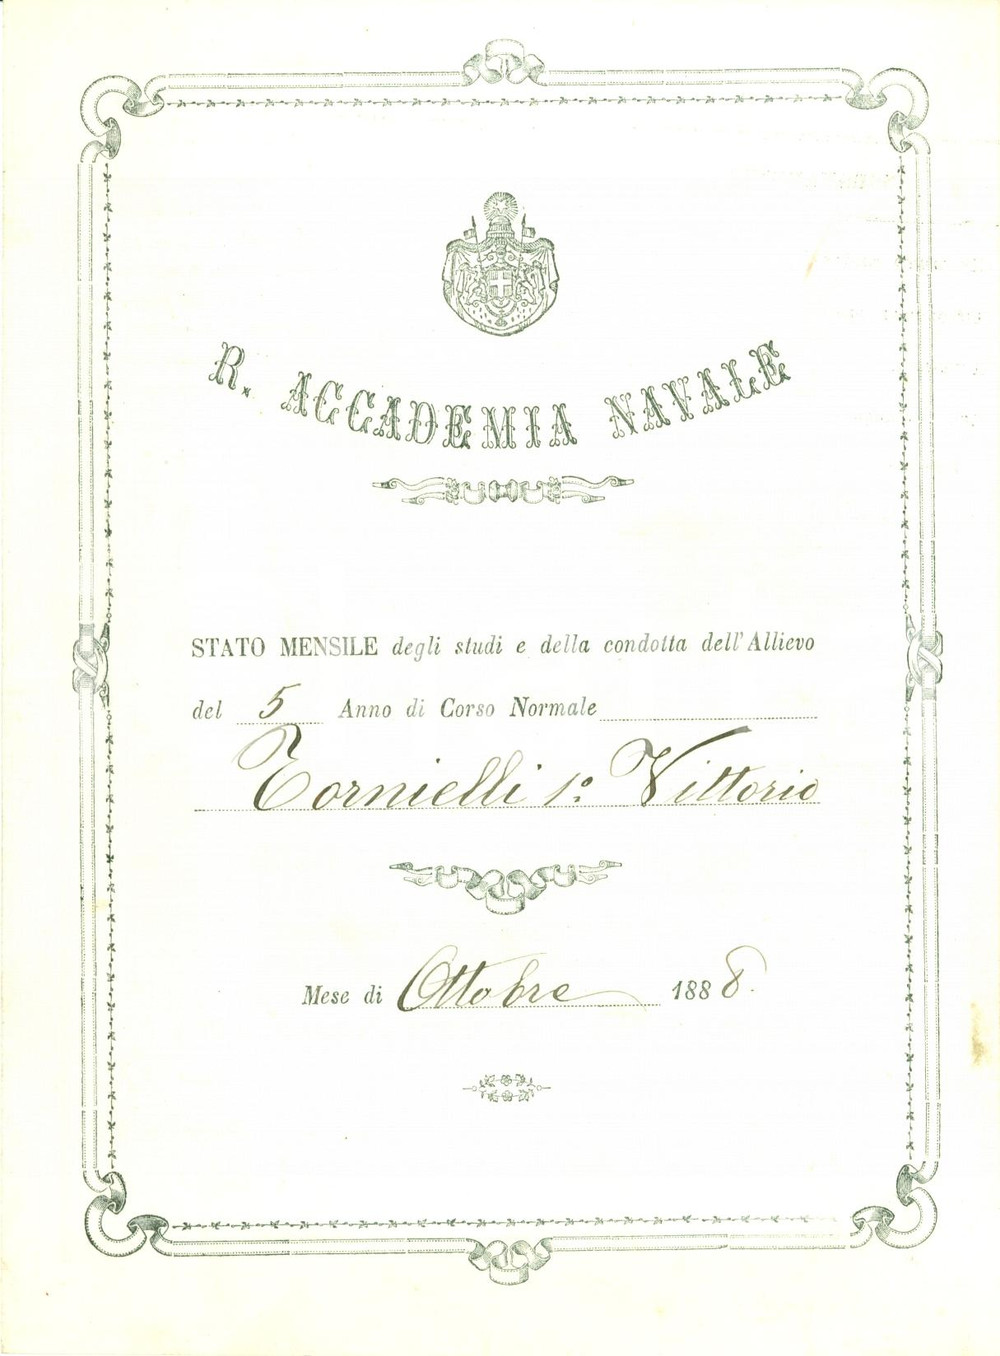 R. ACCADEMIA NAVALE
STATO MENSILE degli studi e della condotta dell'Allievo
del 5 Anno di Corso Normale
Tornielli 1º Vittorio
Mese di Ottobre 1888.